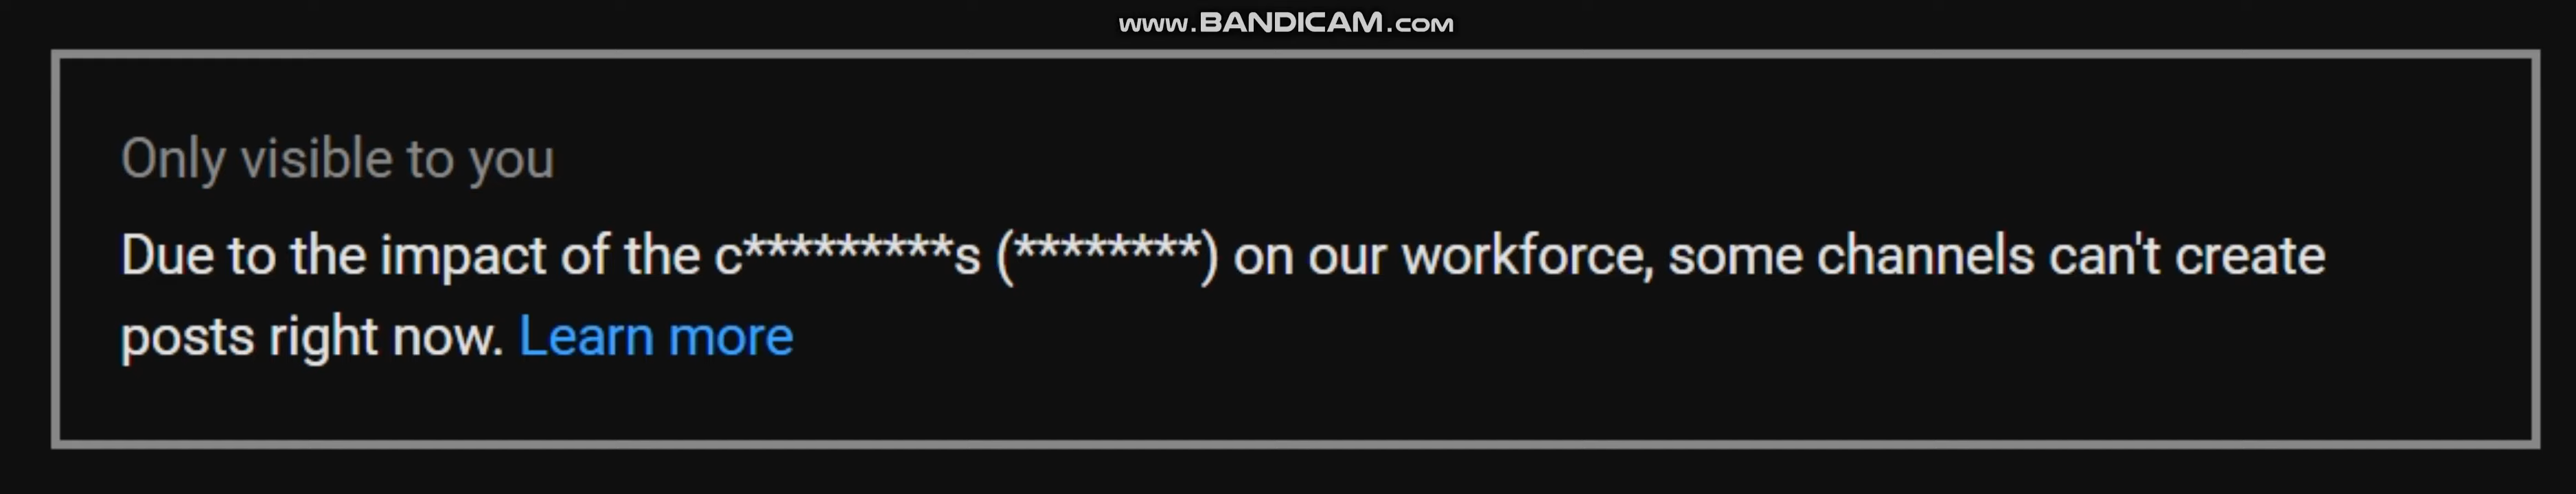 www.BANDICAM.com
Only visible to you
Due to the impact of the c*********s (********) on our workforce, some channels can't create
posts right now. Learn more